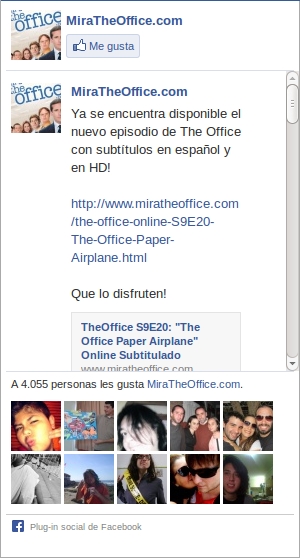 the office
MiraTheOffice.com
Me gusta
the office
MiraTheOffice.com
Ya se encuentra disponible el
nuevo episodio de The Office
con subtítulos en español y
en HD!
http://www.miratheoffice.com
/the-office-online-S9E20-
The-Office-Paper-
Airplane.html
Que lo disfruten!
TheOffice S9E20: "The
Office Paper Airplane"
Online Subtitulado
www.miratheoffice.com
A 4.055 personas les gusta MiraTheOffice.com.
Plug-in social de Facebook